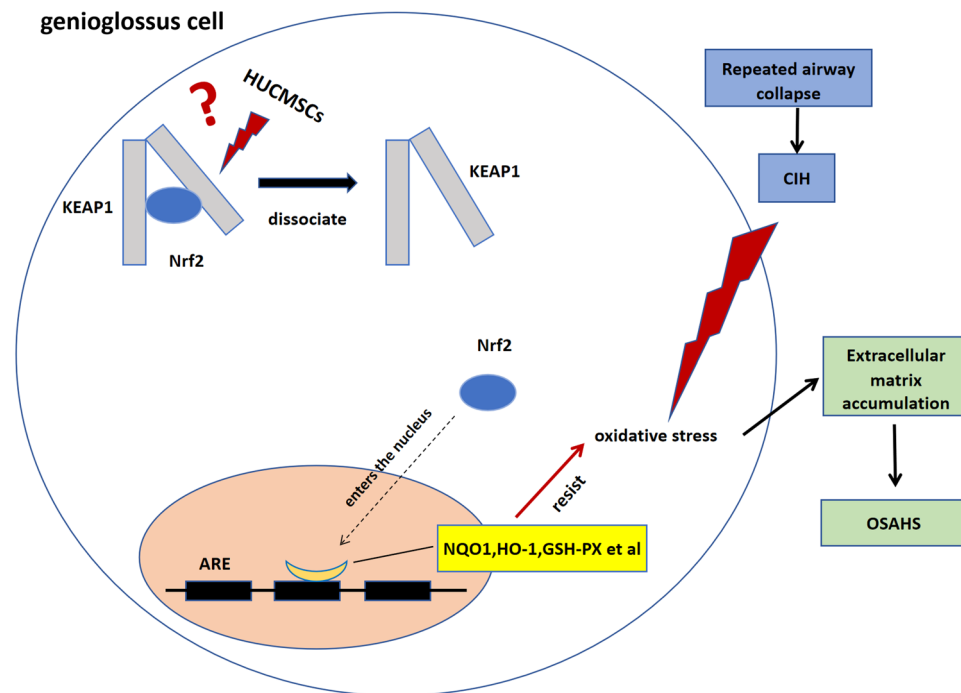 genioglossus cell
?
HUCMSCs
KEAP1
Nrf2
dissociate
KEAP1
Repeated airway
collapse
CIH
Nrf2
enters the nucleus
oxidative stress
resist
Extracellular
matrix
accumulation
OSAHS
NQO1,HO-1,GSH-PX et al
ARE